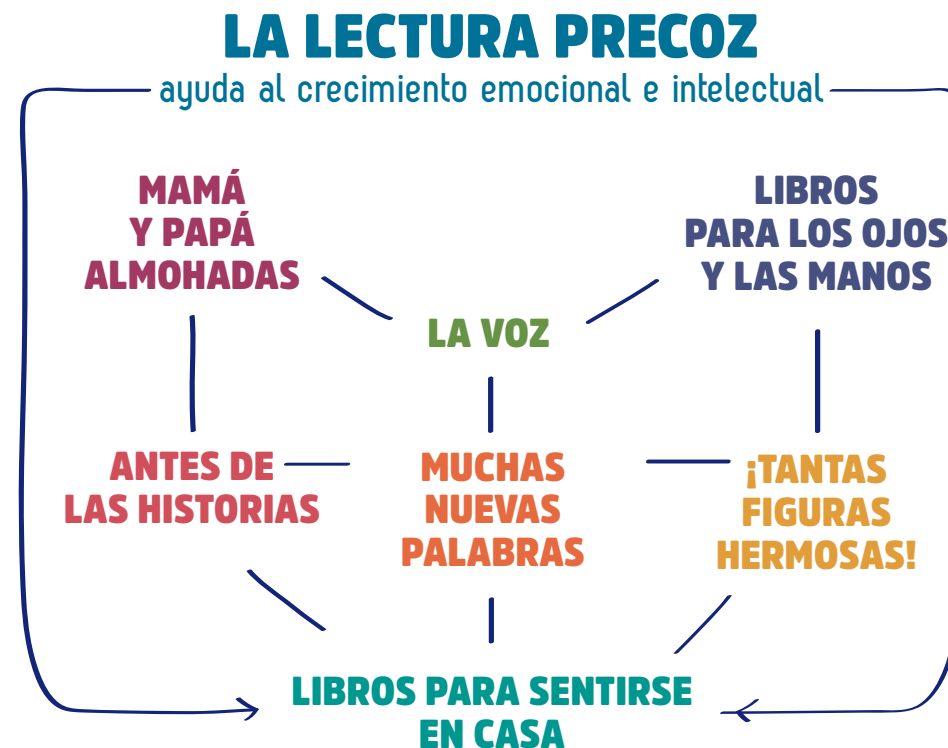 LA LECTURA PRECOZ
ayuda al crecimiento emocional e intelectual
MAMÁ
Y PAPÁ
ALMOHADAS
LIBROS
PARA LOS OJOS
Y LAS MANOS
LA VOZ
ANTES DE
LAS HISTORIAS
MUCHAS
NUEVAS
PALABRAS
¡TANTAS
FIGURAS
HERMOSAS!
LIBROS PARA SENTIRSE
EN CASA